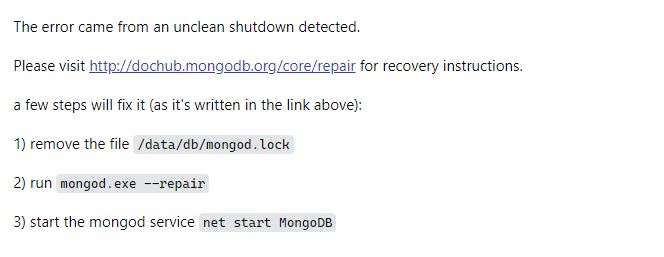 The error came from an unclean shutdown detected.
Please visit http://dochub.mongodb.org/core/repair for recovery instructions.
a few steps will fix it (as it's written in the link above):
1) remove the file /data/db/mongod.lock
2) run mongod.exe --repair
3) start the mongod service net start MongoDB